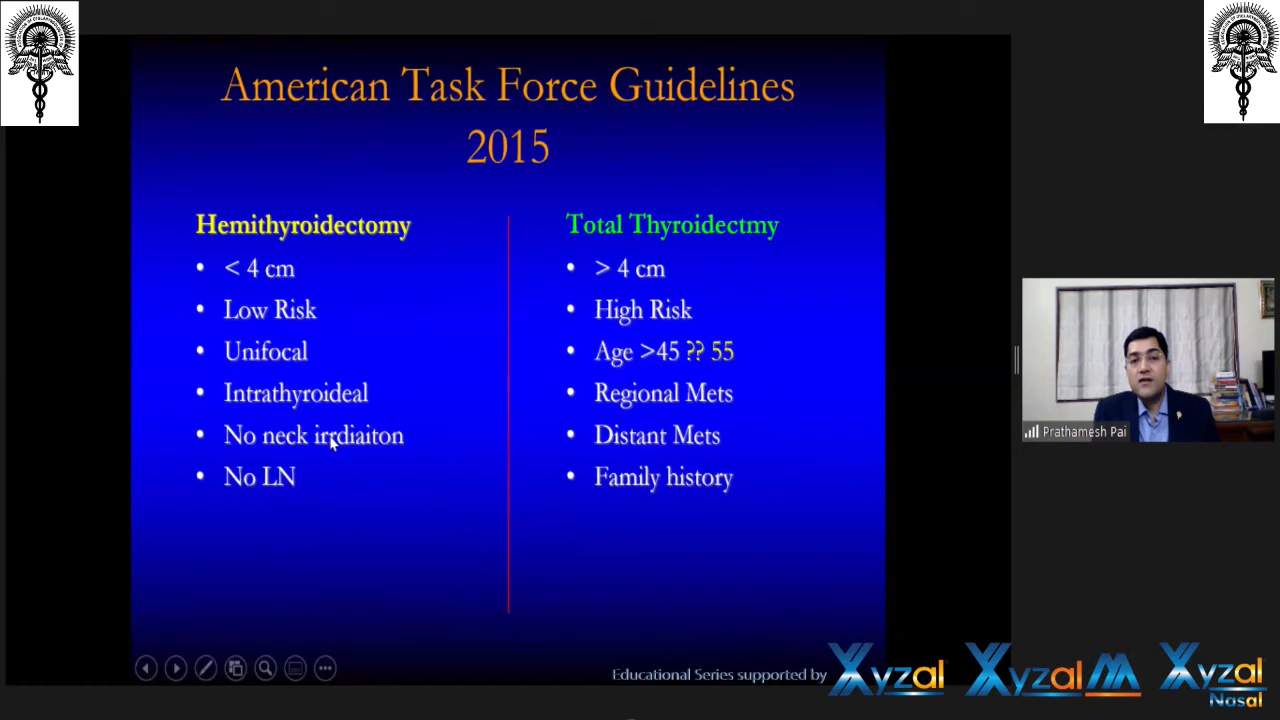 American Task Force Guidelines
2015
Hemithyroidectomy
• < 4 cm
• Low Risk
• Unifocal
• Intrathyroideal
• No neck irrdiaiton
• No LN
Total Thyroidectmy
• > 4 cm
• High Risk
• Age >45 ?? 55
• Regional Mets
• Distant Mets
• Family history
Prathamesh Pai
Educational Series supported by
Xyzal
Xyzal M
Xyzal
Nasal